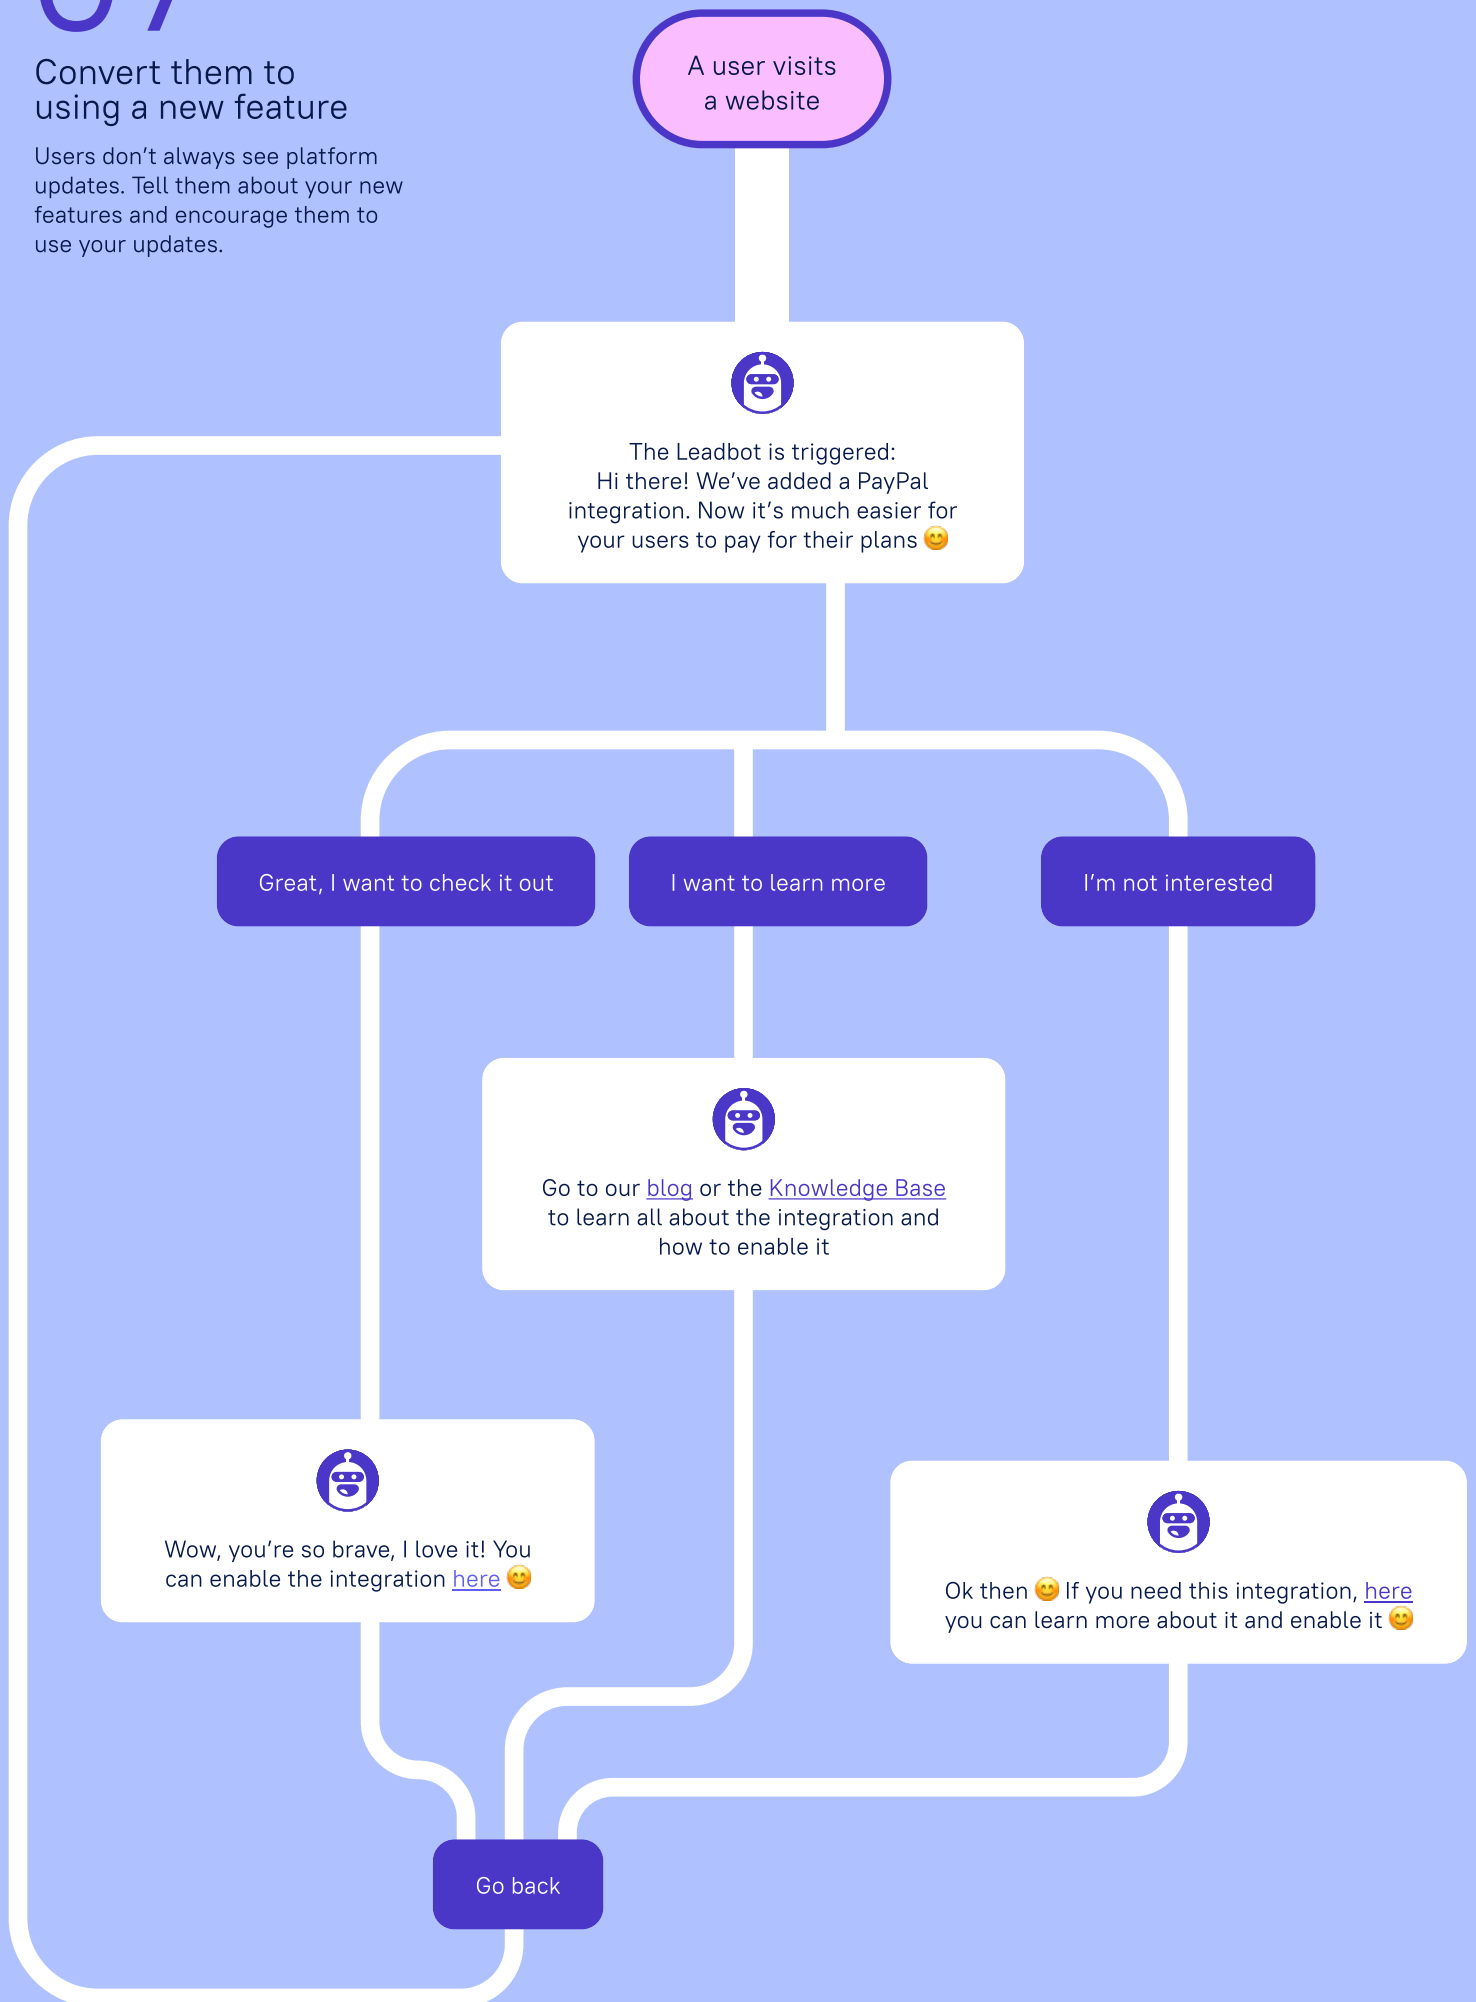 Convert them to
using a new feature
Users don’t always see platform
updates. Tell them about your new
features and encourage them to
use your updates.
A user visits
a website
The Leadbot is triggered:
Hi there! We’ve added a PayPal
integration. Now it’s much easier for
your users to pay for their plans 😊
Great, I want to check it out
I want to learn more
I’m not interested
Go to our blog or the Knowledge Base
to learn all about the integration and
how to enable it
Wow, you’re so brave, I love it! You
can enable the integration here 😊
Ok then 😊 If you need this integration, here
you can learn more about it and enable it 😊
Go back